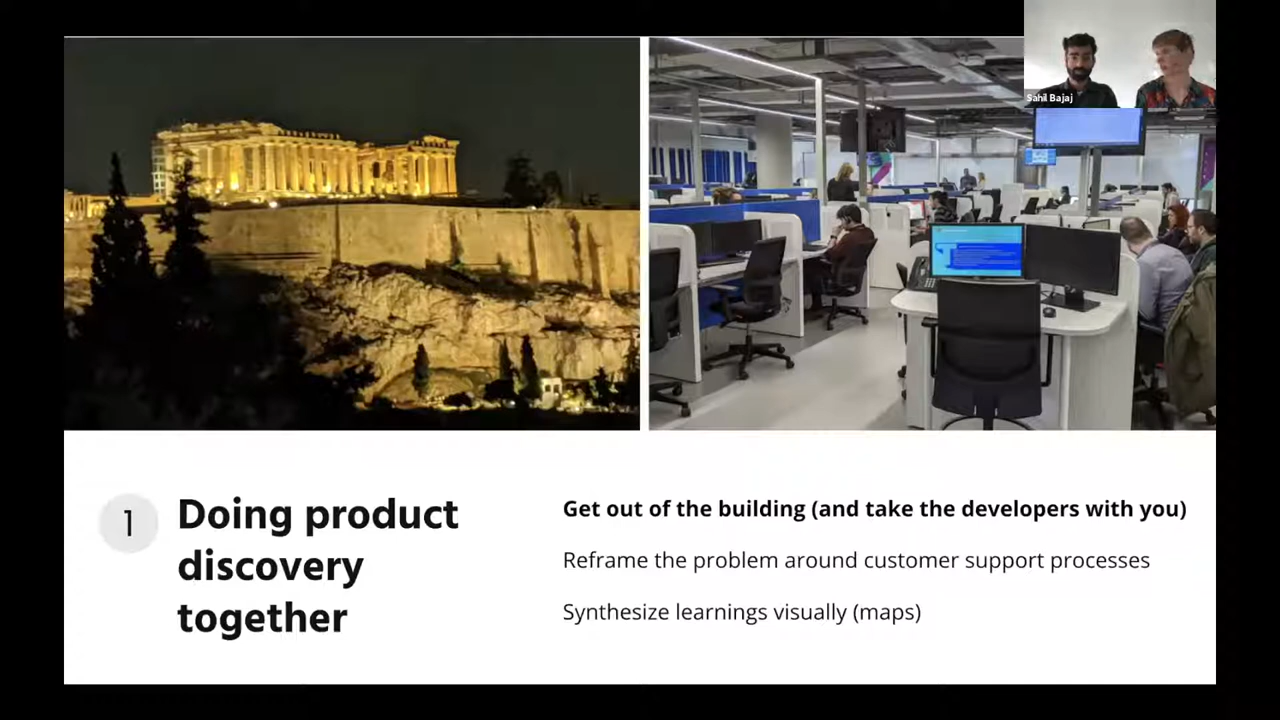 Sahil Bajaj
1
Doing product
discovery
together
Get out of the building (and take the developers with you)
Reframe the problem around customer support processes
Synthesize learnings visually (maps)